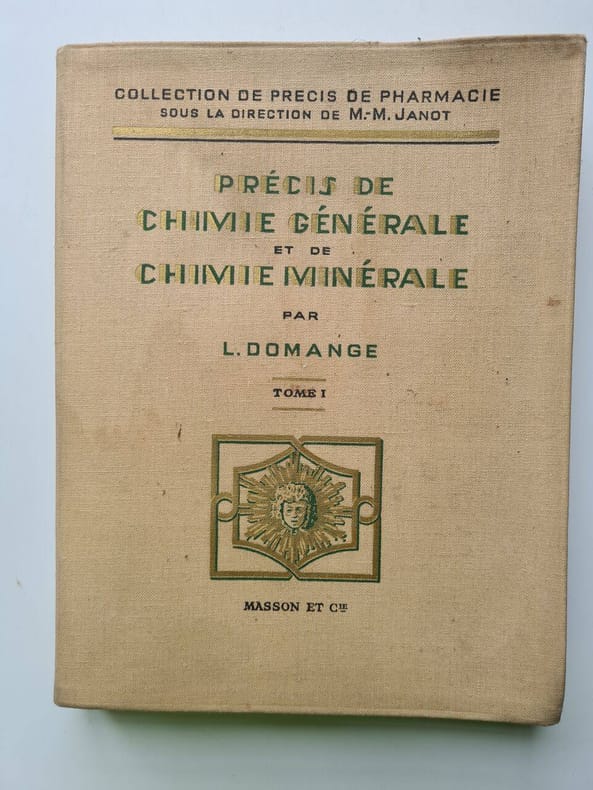 COLLECTION DE PRECIS DE PHARMACIE
SOUS LA DIRECTION DE M.-M. JANOT
PRÉCIS DE
CHIMIE GÉNÉRALE
ET DE
CHIMIE MINÉRALE
PAR
L. DOMANGE
TOME I
MASSON ET CIE